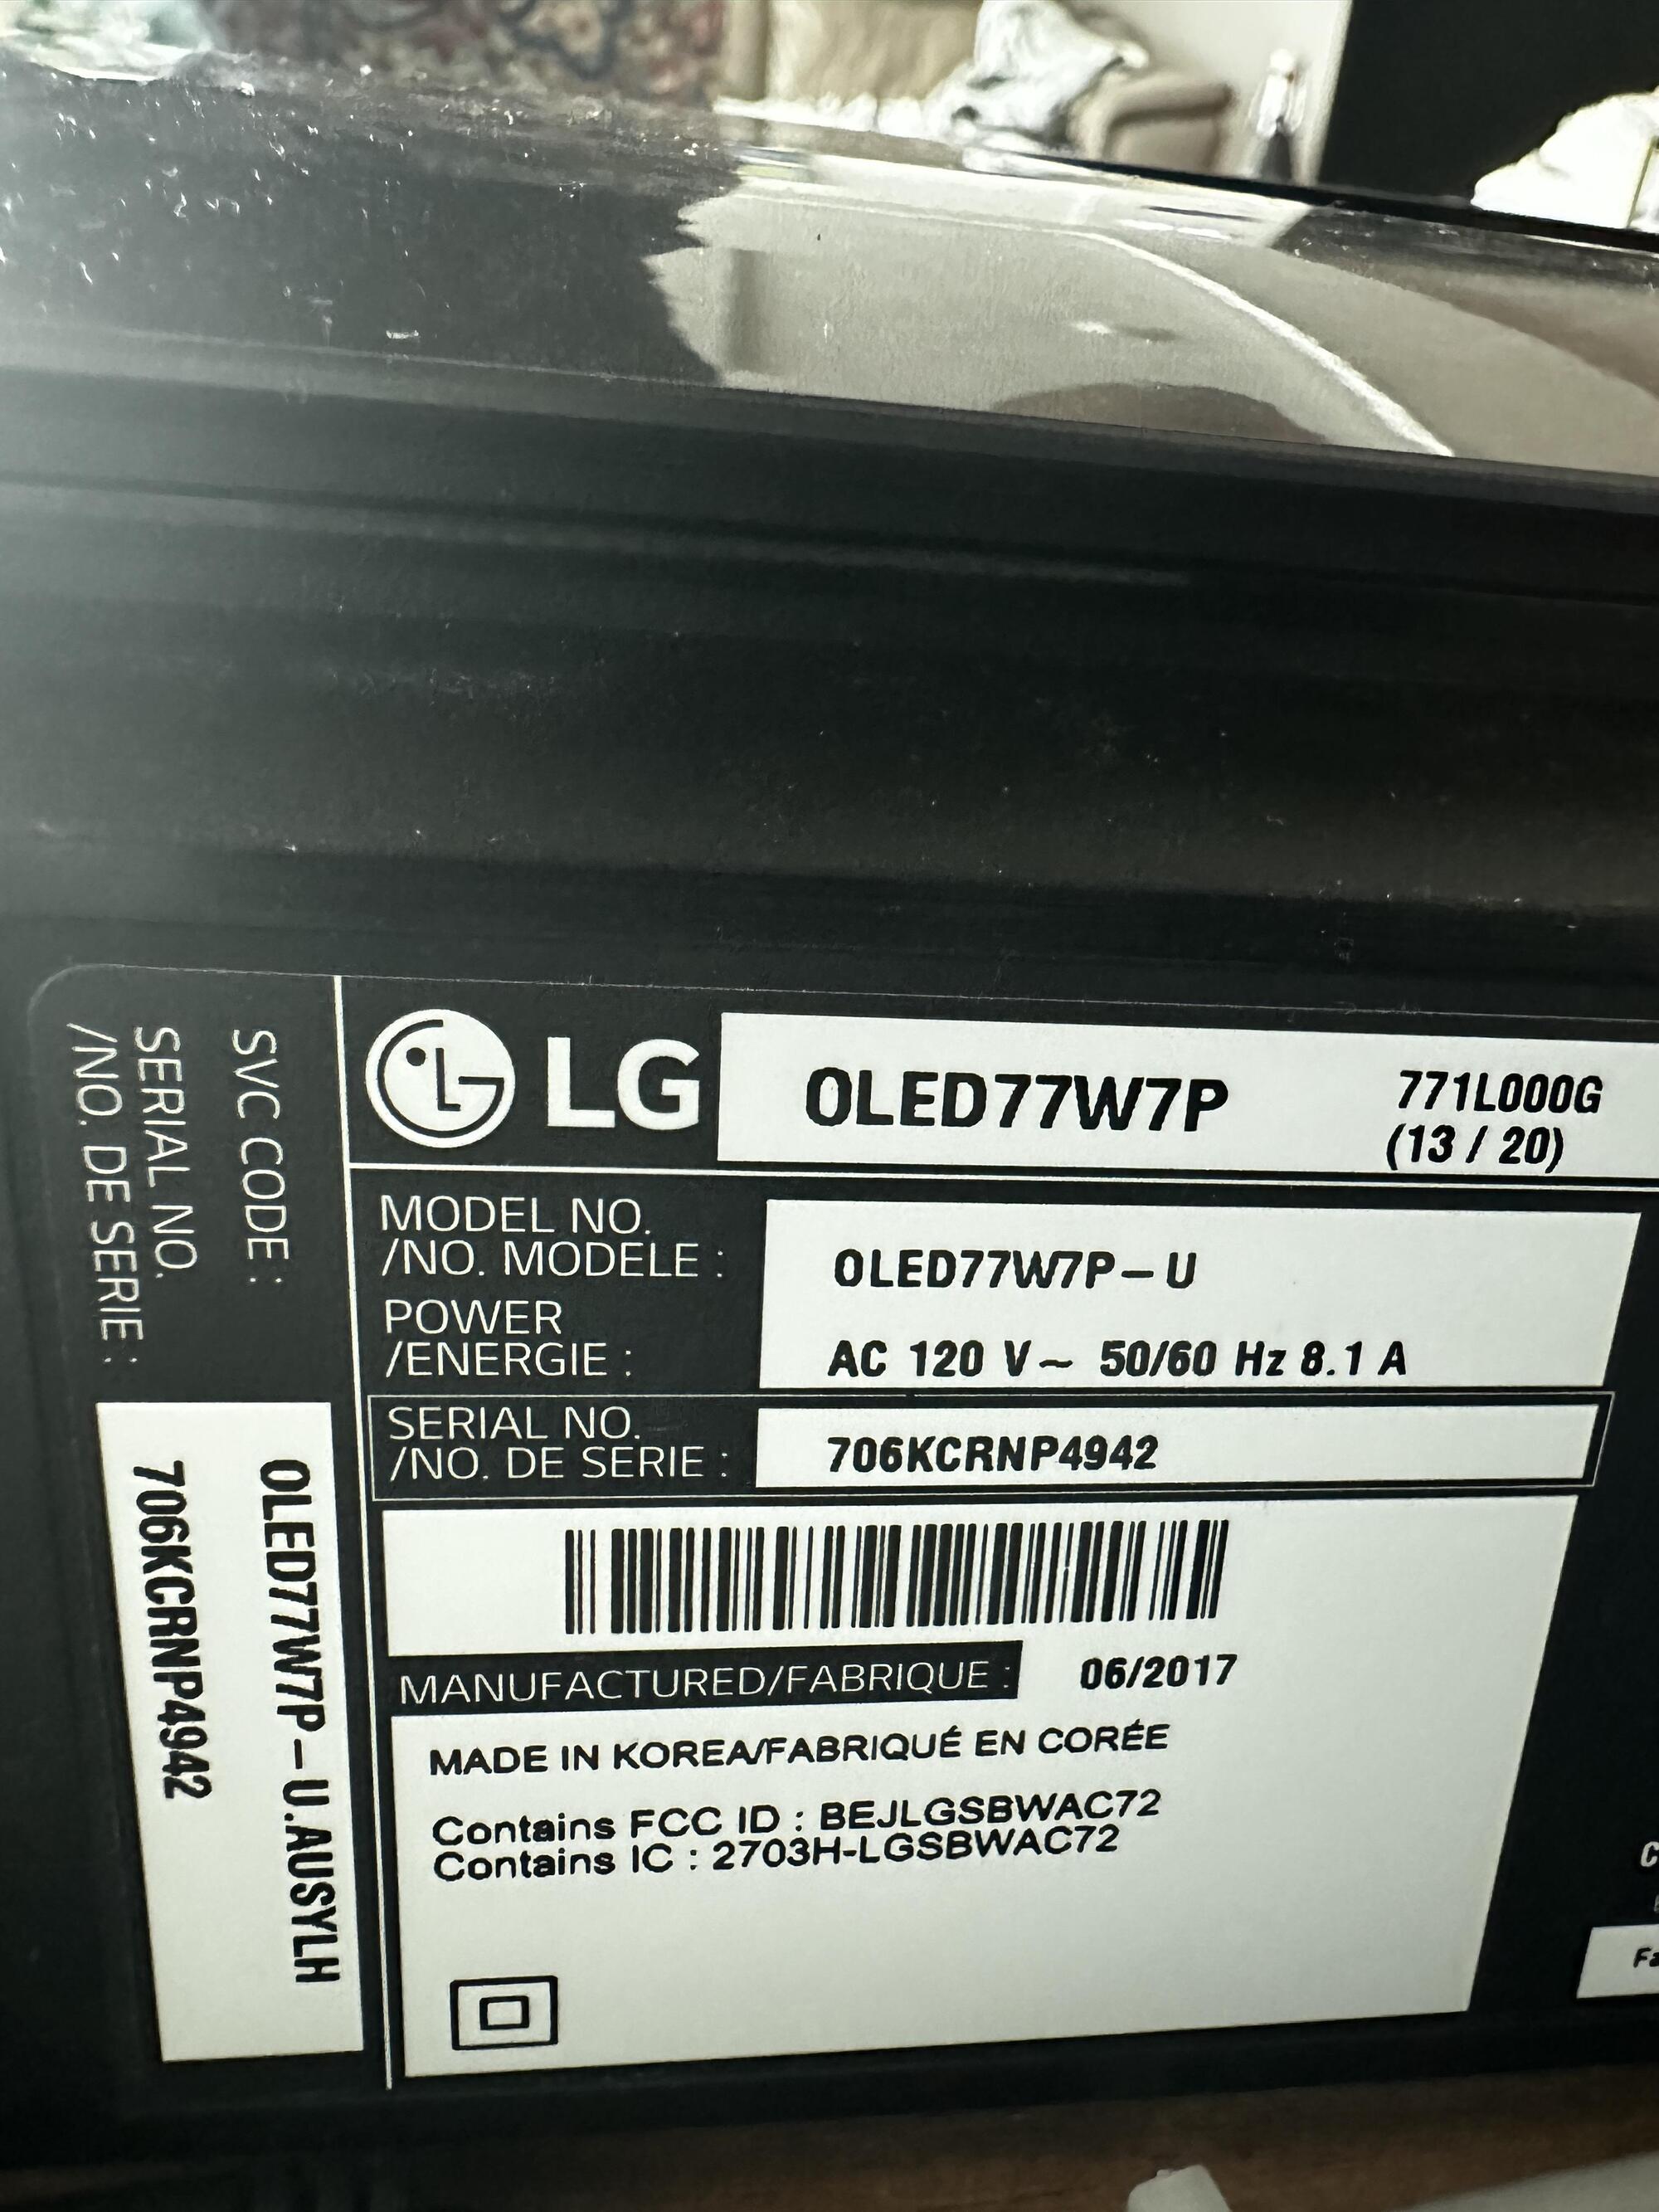 LG
OLED77W7P
771L000G
(13 / 20)
MODEL NO.
/NO. MODELE :
OLED77W7P-U
POWER
/ENERGIE :
AC 120 V~ 50/60 Hz 8.1 A
SERIAL NO.
/NO. DE SERIE :
706KCRNP4942
MANUFACTURED/FABRIQUE :
06/2017
MADE IN KOREA/FABRIQUÉ EN CORÉE
Contains FCC ID : BEJLGSBWAC72
Contains IC : 2703H-LGSBWAC72
SVC CODE :
OLED77W7P-U.AUSYLH
SERIAL NO.
/NO. DE SERIE :
706KCRNP4942